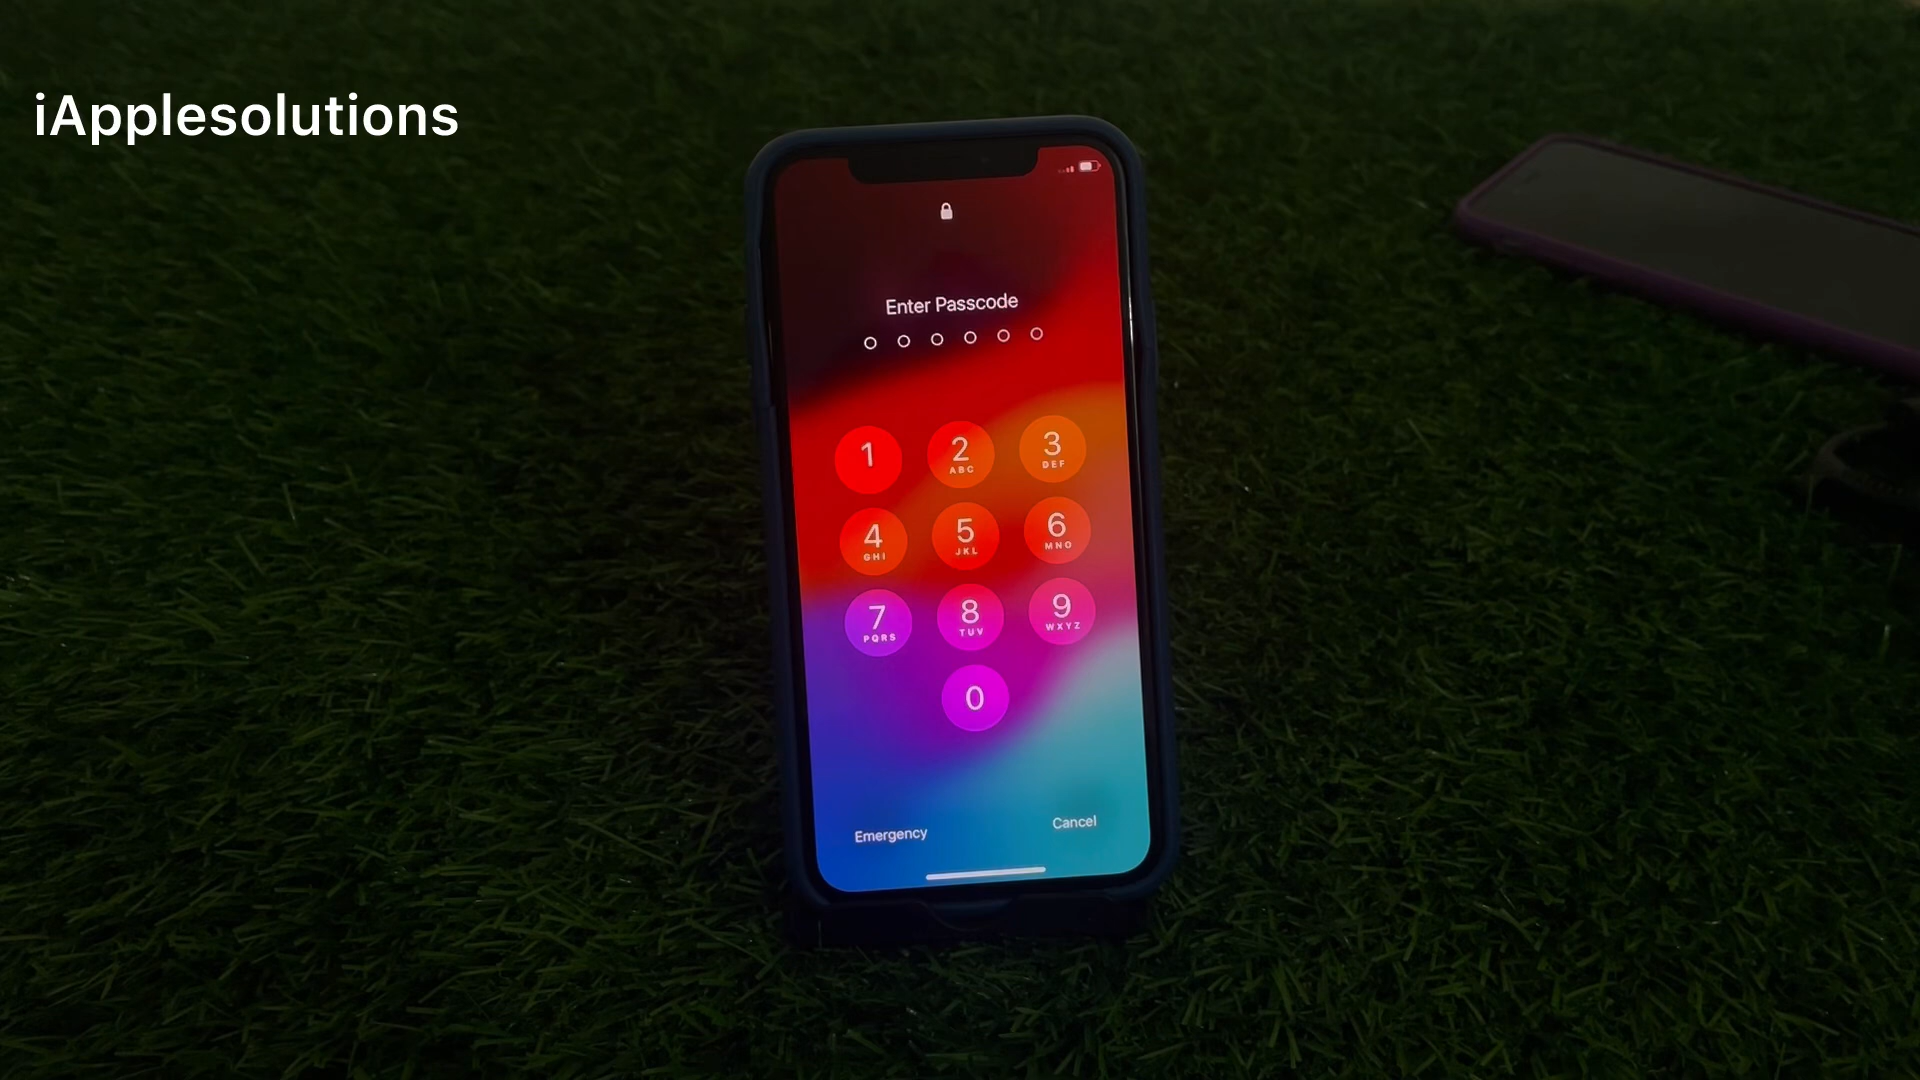 iApplesolutions
Enter Passcode
1 2 3
ABC DEF
4 5 6
GHI JKL MNO
7 8 9
PQRS TUV WXYZ
0
Emergency Cancel